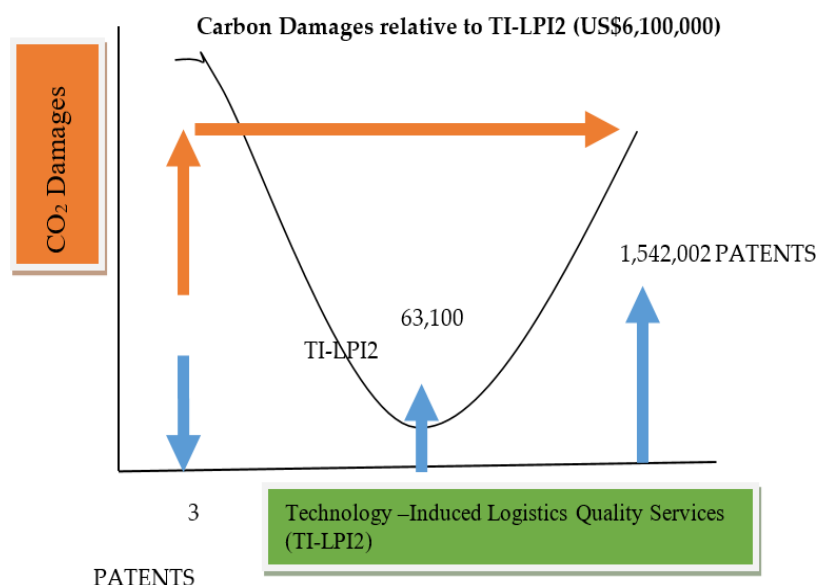 Carbon Damages relative to TI-LPI2 (US$6,100,000)
CO₂ Damages
1,542,002 PATENTS
63,100
TI-LPI2
3
Technology –Induced Logistics Quality Services
(TI-LPI2)
PATENTS